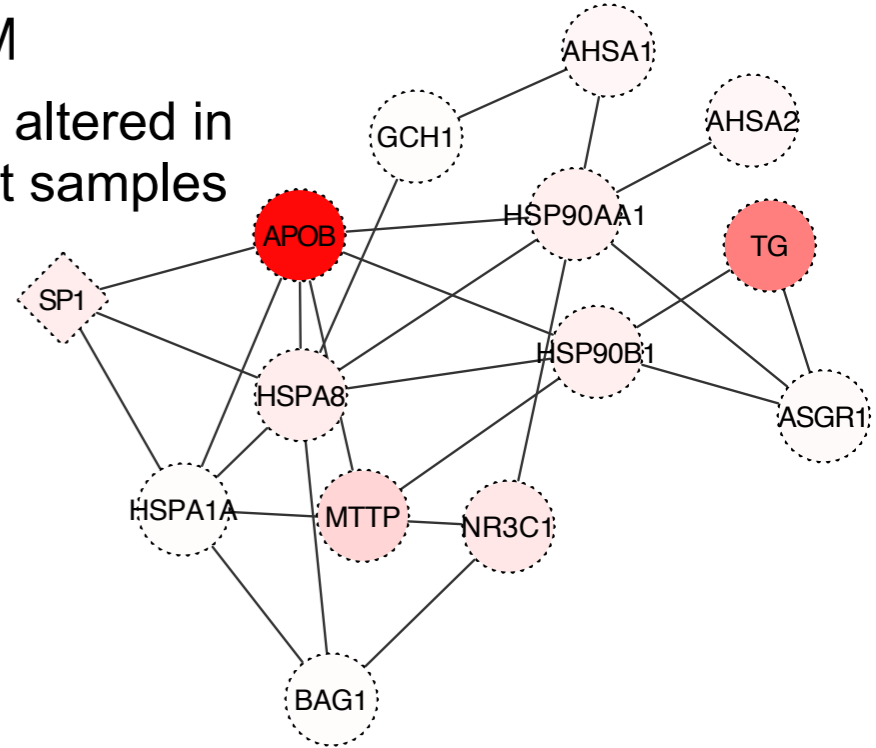 M
altered in
t samples
AHSA1
GCH1
AHSA2
HSP90AA1
APOB
TG
SP1
HSP90B1
HSPA8
ASGR1
HSPA1A
MTTP
NR3C1
BAG1